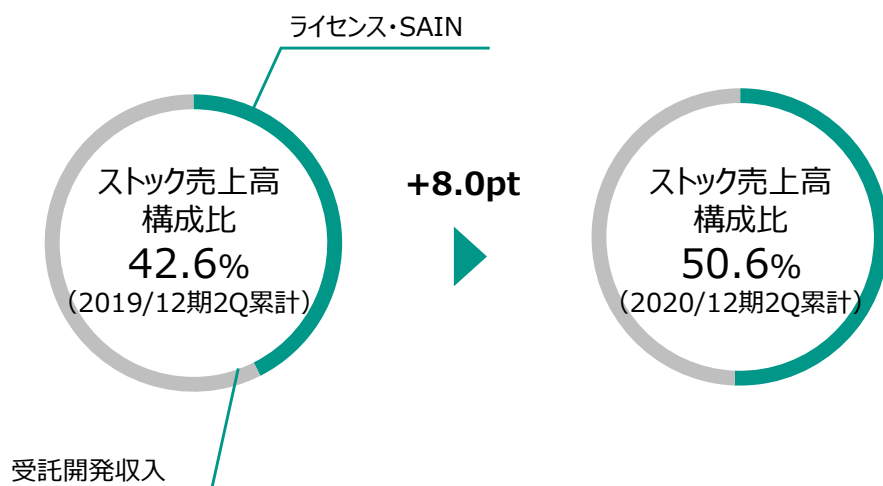 ライセンス・SAIN
ストック売上高
構成比
42.6%
（2019/12期2Q累計）
+8.0pt
ストック売上高
構成比
50.6%
（2020/12期2Q累計）
受託開発収入